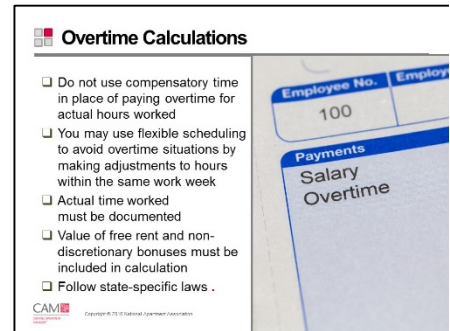 Overtime Calculations
❑ Do not use compensatory time
in place of paying overtime for
actual hours worked
❑ You may use flexible scheduling
to avoid overtime situations by
making adjustments to hours
within the same work week
❑ Actual time worked
must be documented
❑ Value of free rent and non-
discretionary bonuses must be
included in calculation
❑ Follow state-specific laws .
Employee No.
100
Payments
Salary
Overtime
CAM
National Apartment Association